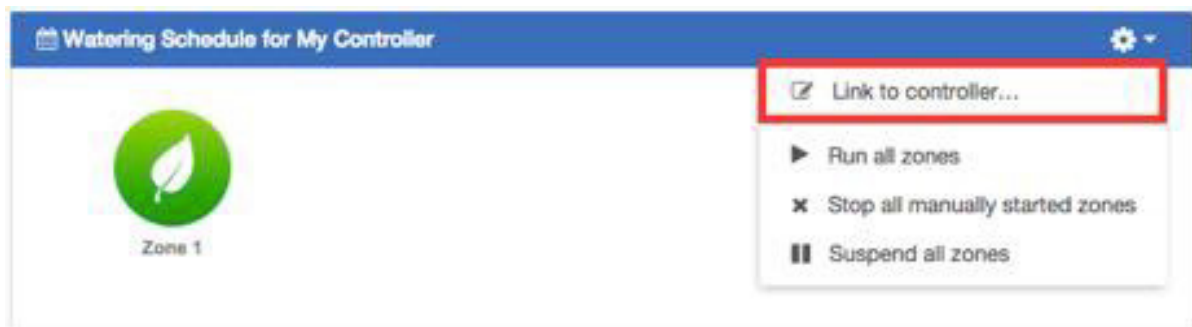 Watering Schedule for My Controller
Link to controller...
Run all zones
Stop all manually started zones
Suspend all zones
Zone 1